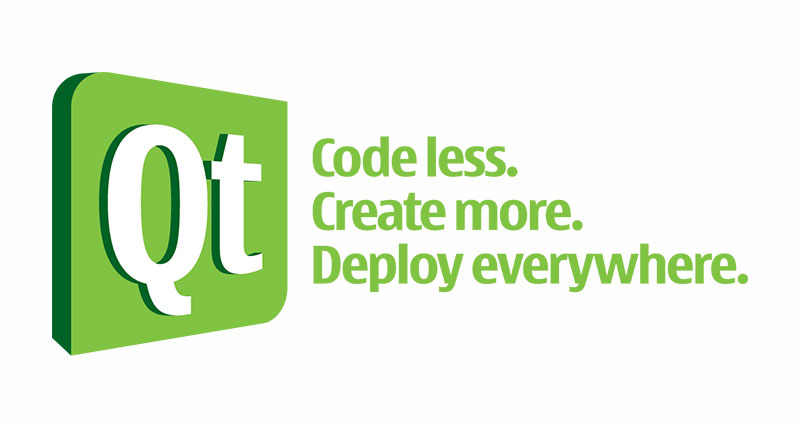 Qt
Code less.
Create more.
Deploy everywhere.